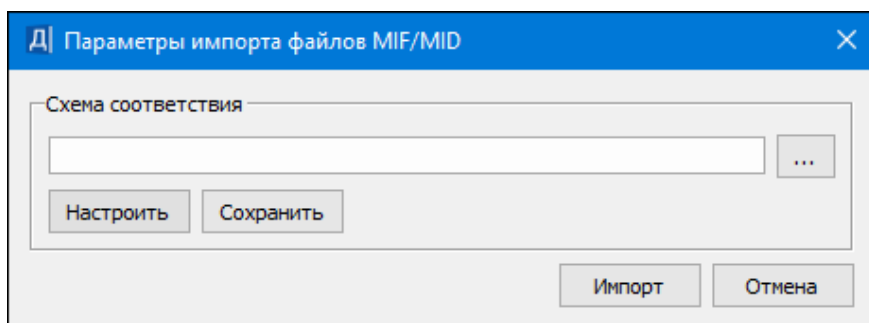 Д Параметры импорта файлов MIF/MID
Схема соответствия
...
Настроить Сохранить
Импорт Отмена